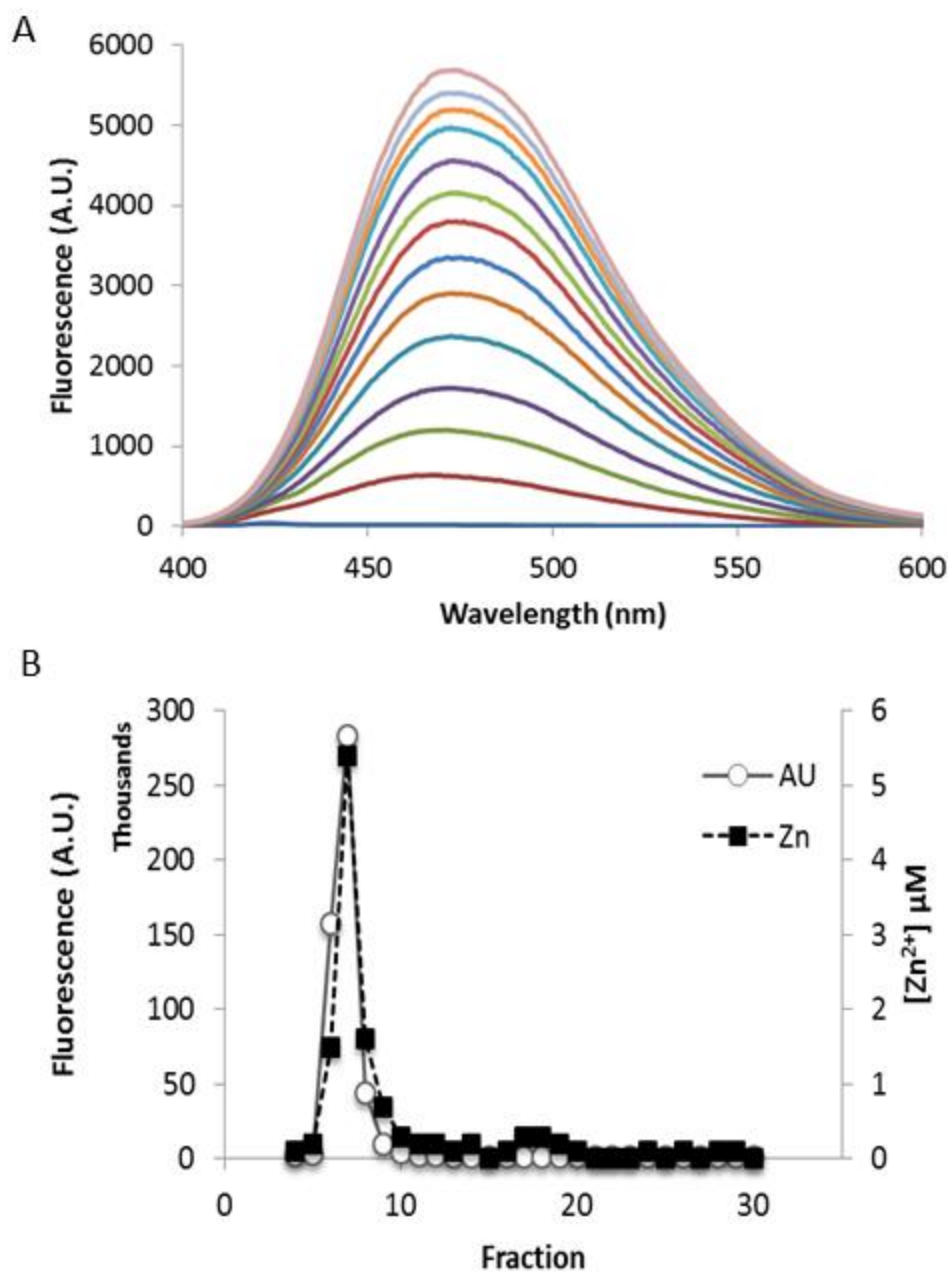 A
6000
5000
4000
3000
2000
1000
0
Fluorescence (A.U.)
400 450 500 550 600
Wavelength (nm)
B
300
250
200
150
100
50
0
Thousands
Fluorescence (A.U.)
AU
Zn
6
5
4
3
2
1
0
[Zn²⁺] µM
0 10 20 30
Fraction